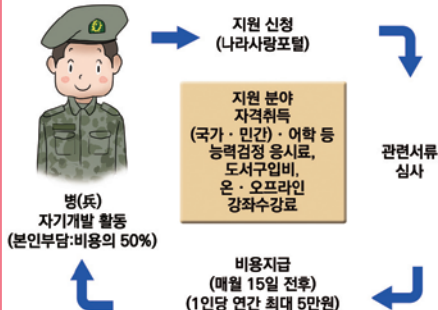 지원 신청
(나라사랑포털)
지원 분야
자격취득
(국가 · 민간) · 어학 등
능력검정 응시료,
도서구입비,
온 · 오프라인
강좌수강료
관련서류
심사
병(兵)
자기개발 활동
(본인부담:비용의 50%)
비용지급
(매월 15일 전후)
(1인당 연간 최대 5만원)